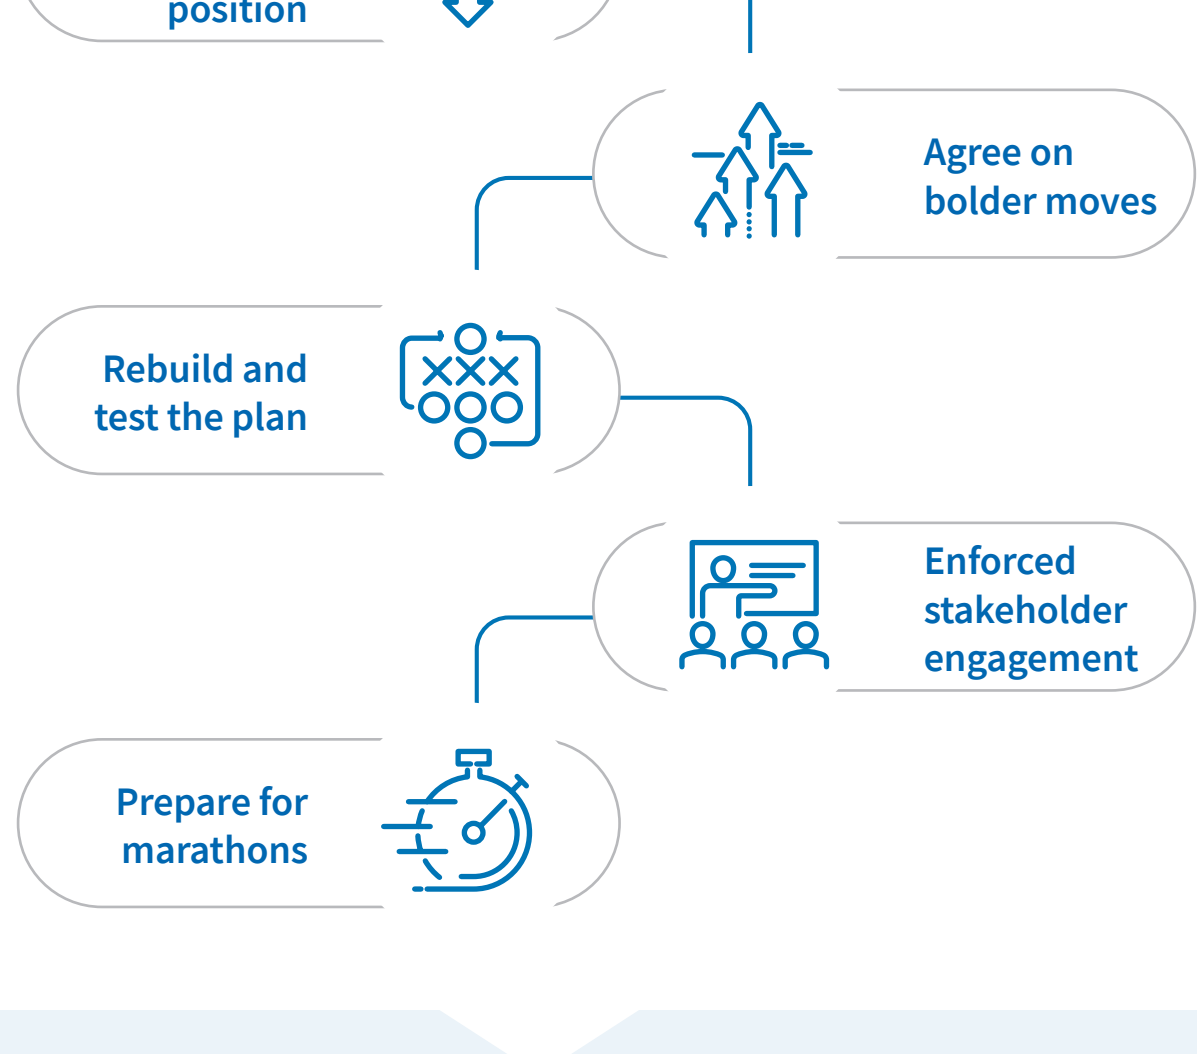 position
Agree on
bolder moves
Rebuild and
test the plan
Enforced
stakeholder
engagement
Prepare for
marathons